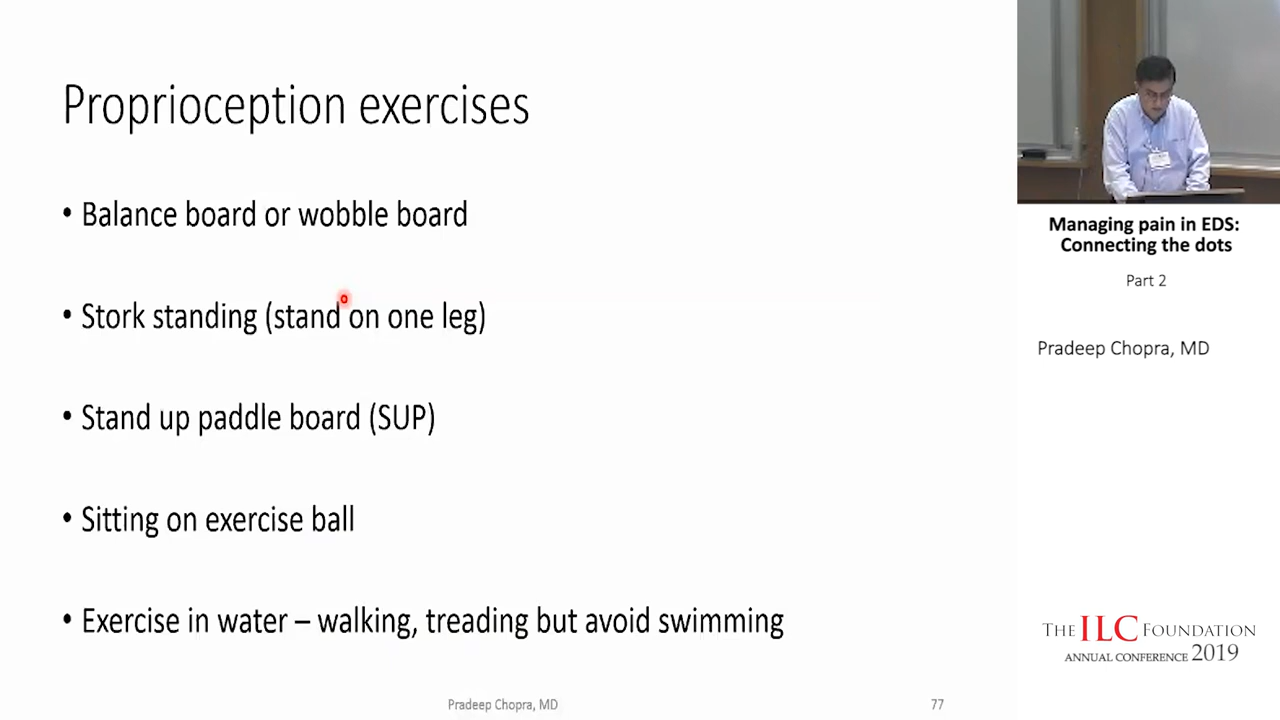 Proprioception exercises
• Balance board or wobble board
• Stork standing (stand on one leg)
• Stand up paddle board (SUP)
• Sitting on exercise ball
• Exercise in water – walking, treading but avoid swimming
Pradeep Chopra, MD
77
Managing pain in EDS:
Connecting the dots
Part 2
Pradeep Chopra, MD
THE ILC FOUNDATION
ANNUAL CONFERENCE 2019